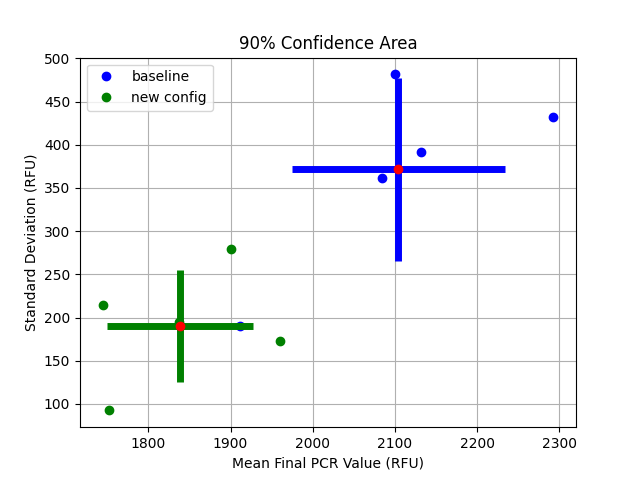 90% Confidence Area
baseline
new config
Standard Deviation (RFU)
500
450
400
350
300
250
200
150
100
1800 1900 2000 2100 2200 2300
Mean Final PCR Value (RFU)